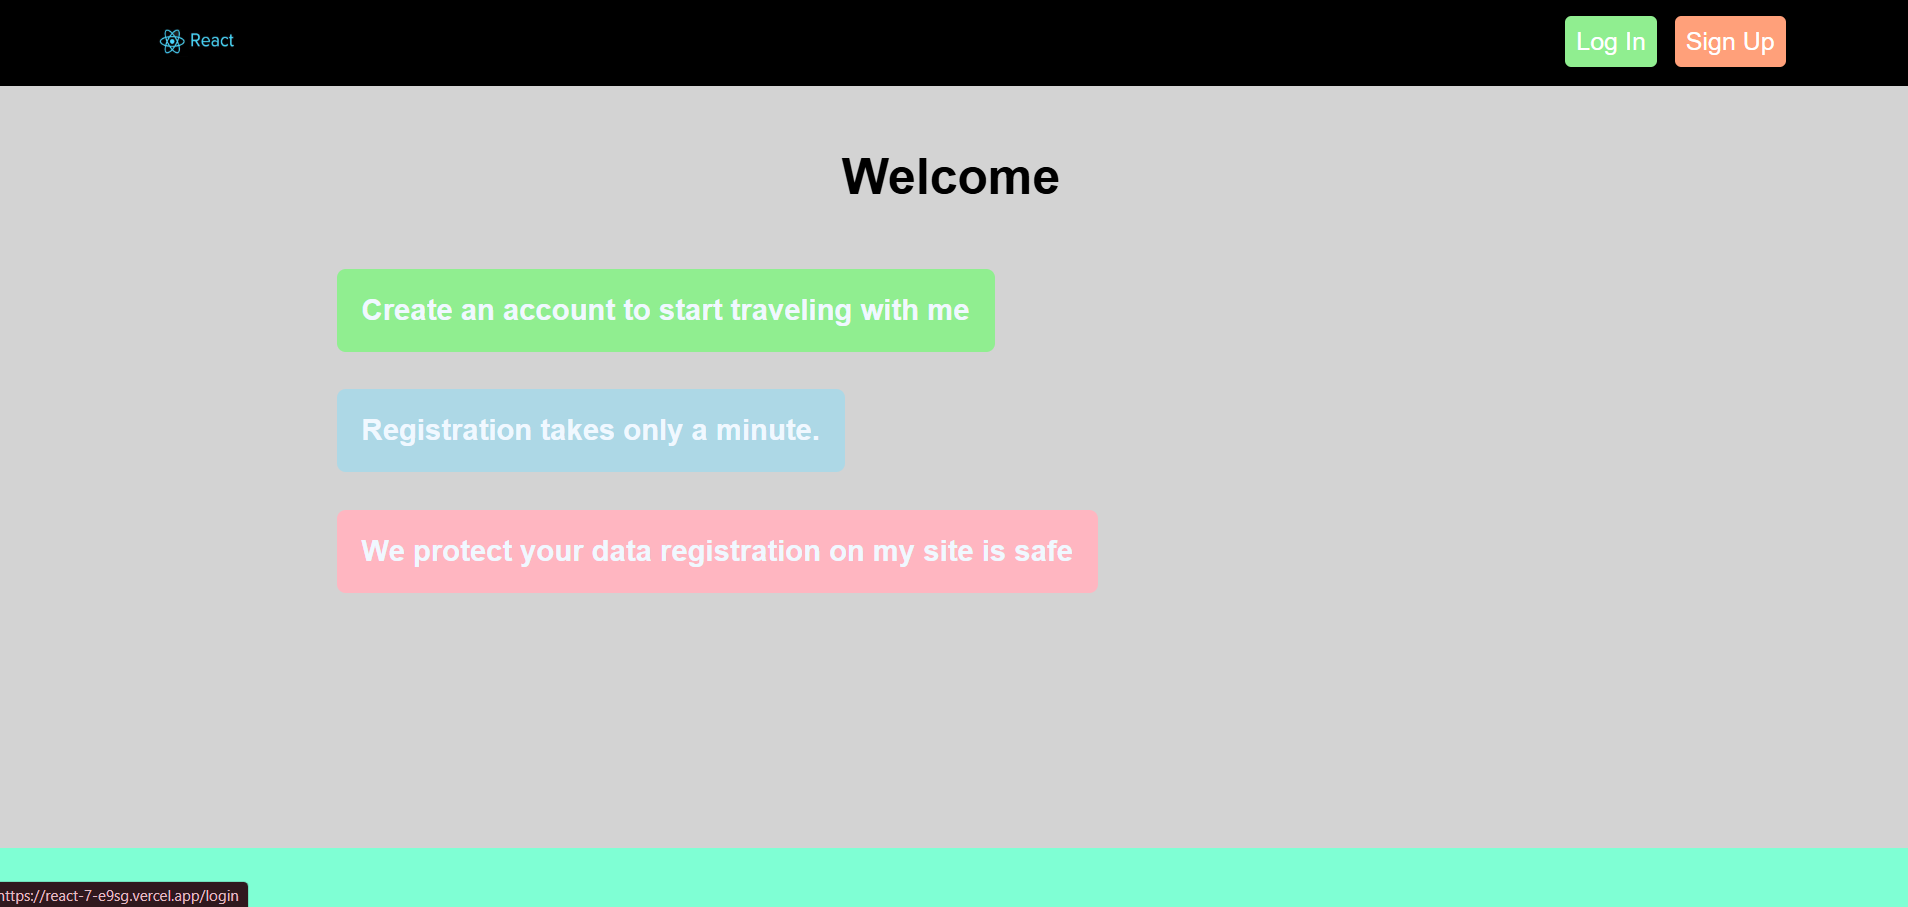 React
Log In
Sign Up
Welcome
Create an account to start traveling with me
Registration takes only a minute.
We protect your data registration on my site is safe
https://react-7-e9sg.vercel.app/login